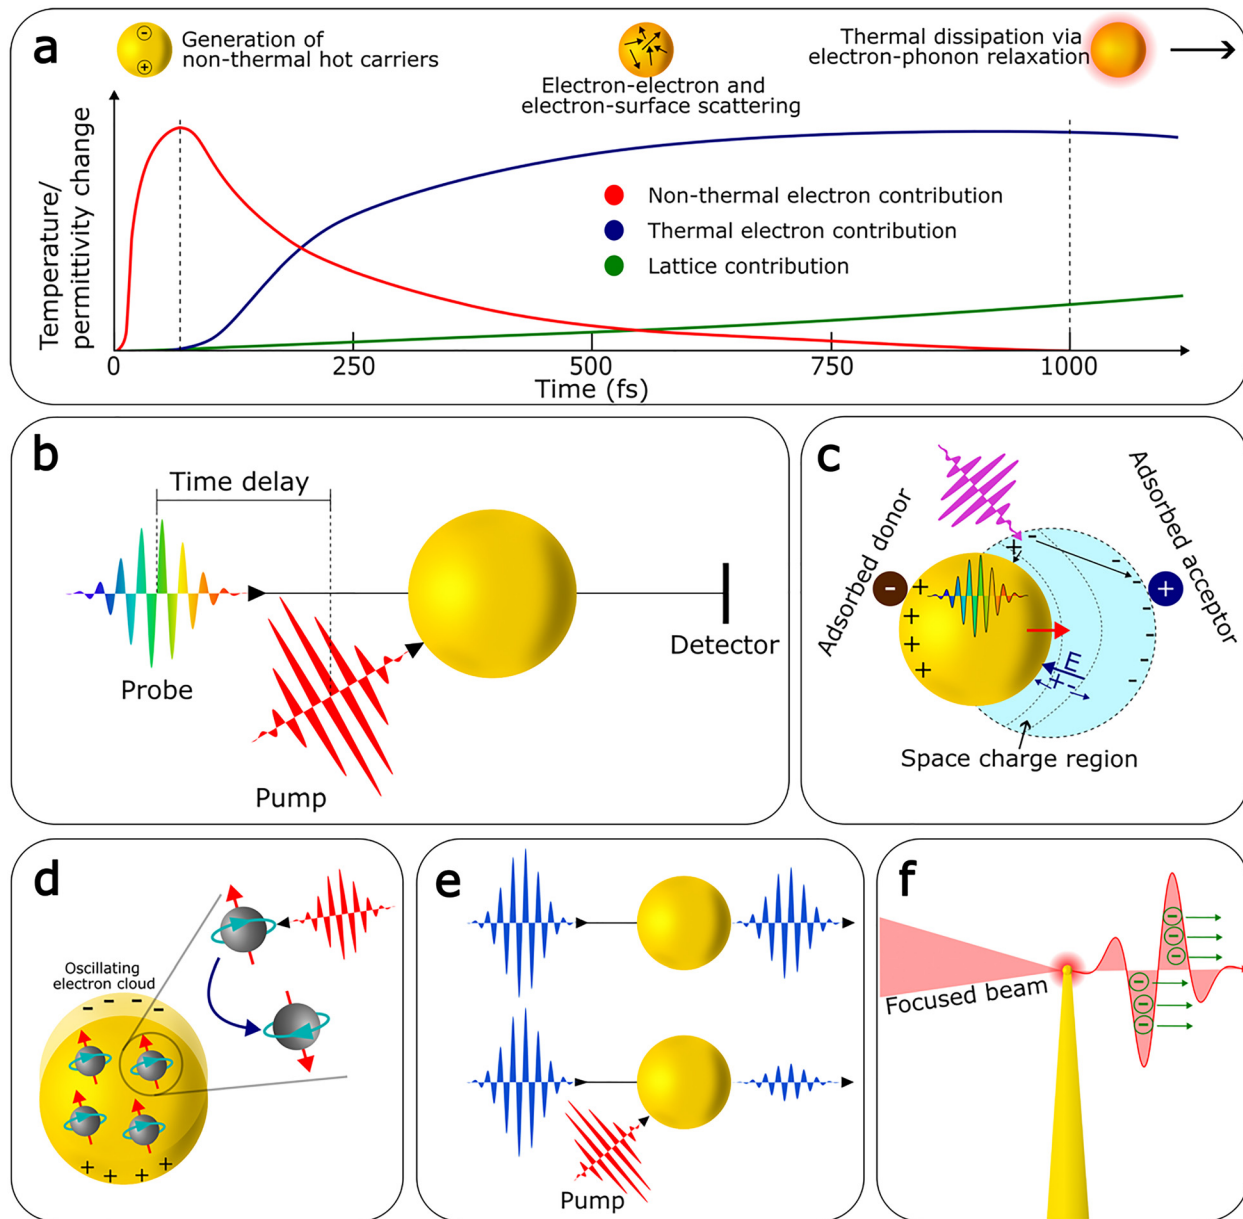 a
Generation of
non-thermal hot carriers
Electron-electron and
electron-surface scattering
Thermal dissipation via
electron-phonon relaxation
Temperature/
permittivity change
Non-thermal electron contribution
Thermal electron contribution
Lattice contribution
0 250 500 750 1000
Time (fs)
b
Time delay
Probe
Pump
Detector
c
Adsorbed donor
Adsorbed acceptor
E
Space charge region
d
Oscillating
electron cloud
e
Pump
f
Focused beam